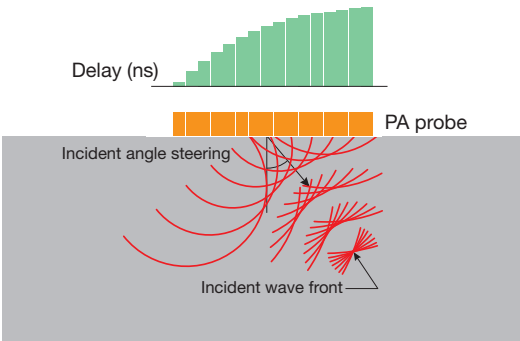 Delay (ns)
PA probe
Incident angle steering
Incident wave front